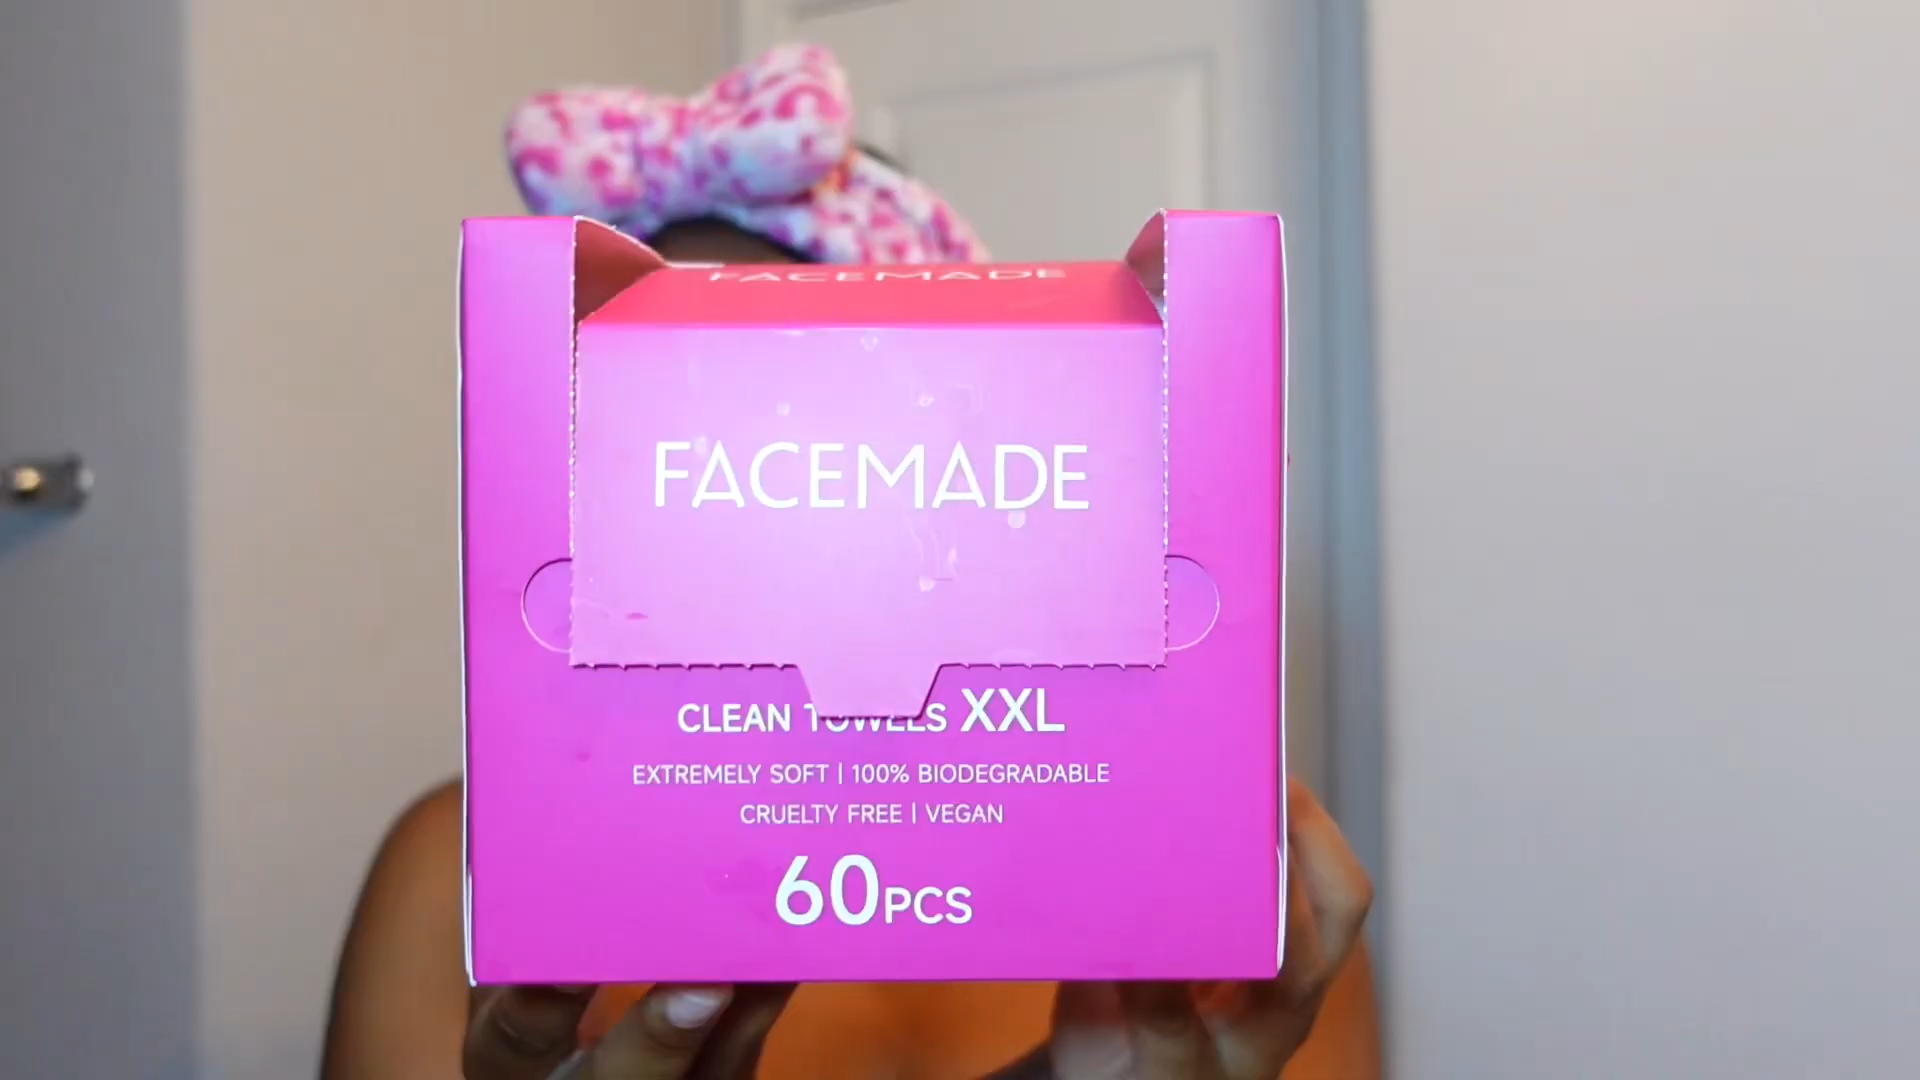 FACEMADE
FACEMADE
CLEAN TOWELS XXL
EXTREMELY SOFT | 100% BIODEGRADABLE
CRUELTY FREE | VEGAN
60PCS